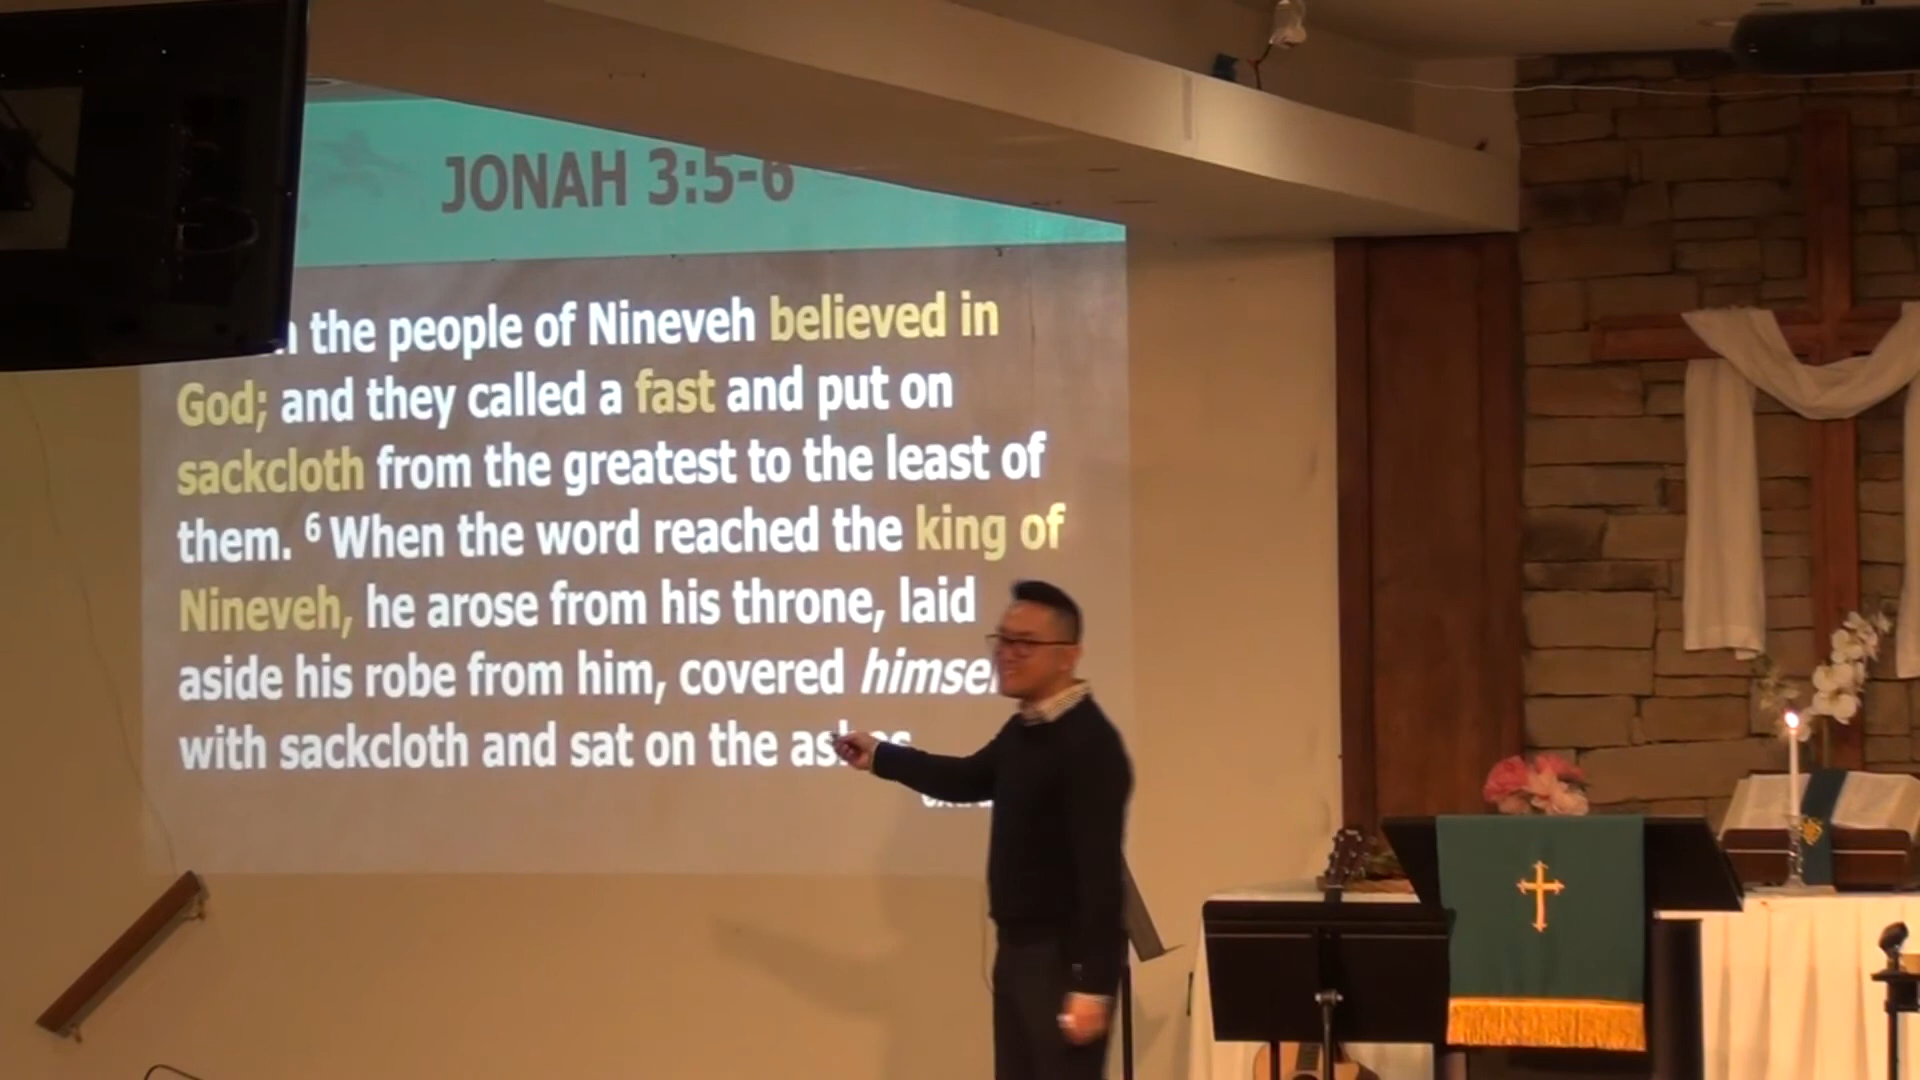 JONAH 3:5-6
the people of Nineveh believed in
God; and they called a fast and put on
sackcloth from the greatest to the least of
them. 6 When the word reached the king of
Nineveh, he arose from his throne, laid
aside his robe from him, covered
with sackcloth and sat on the